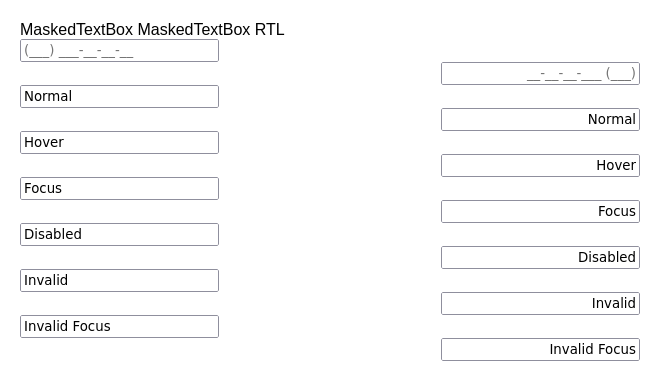 MaskedTextBox MaskedTextBox RTL
(___) ___-__-__-__
__-__-__-___ (___)
Normal
Normal
Hover
Hover
Focus
Focus
Disabled
Disabled
Invalid
Invalid
Invalid Focus
Invalid Focus